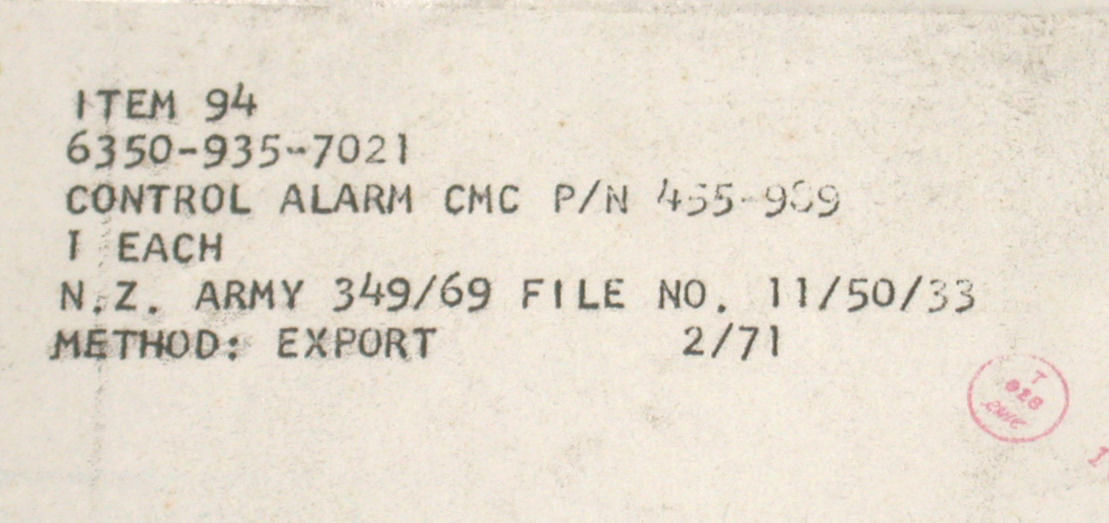 ITEM 94
6350-935-7021
CONTROL ALARM CMC P/N
1 EACH
N.Z. ARMY 349/69 FILE NO. 11/50/33
METHOD: EXPORT 2/71
T